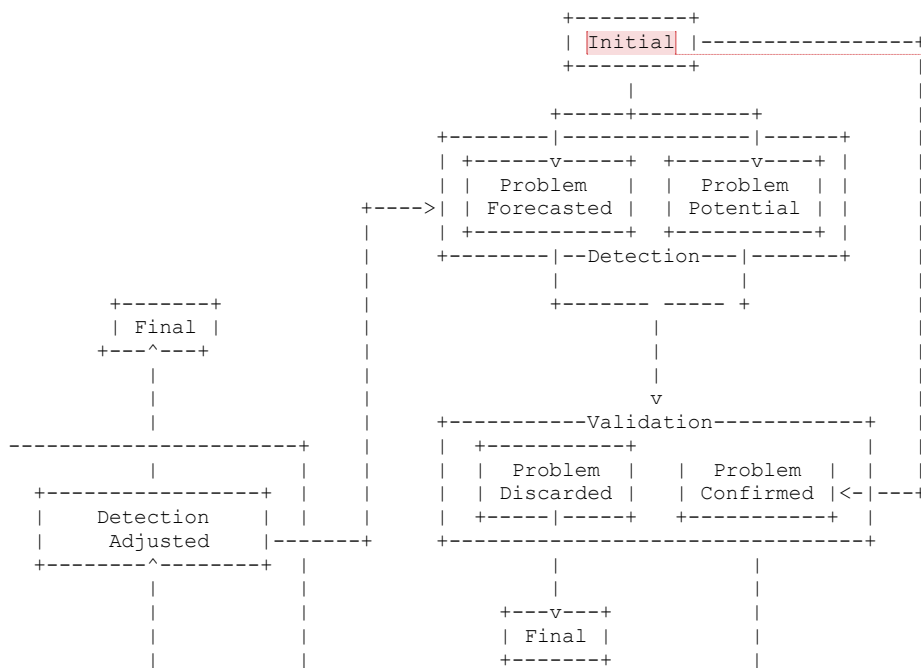 Initial
Problem Problem
Forecasted Potential
Detection
Final
Validation
Problem Problem
Discarded Confirmed
Detection
Adjusted
Final